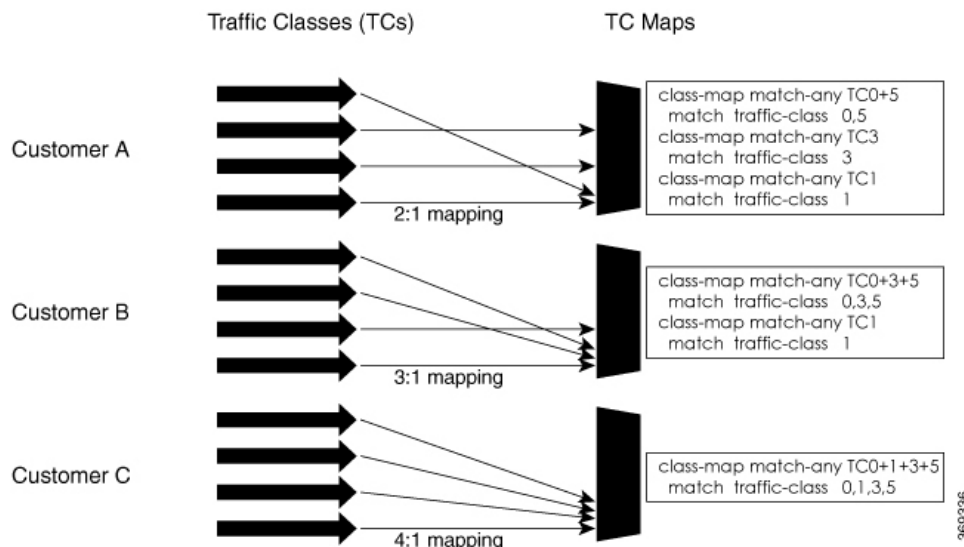 Traffic Classes (TCs)
TC Maps
Customer A
2:1 mapping
class-map match-any TC0+5
match traffic-class 0,5
class-map match-any TC3
match traffic-class 3
class-map match-any TC1
match traffic-class 1
Customer B
3:1 mapping
class-map match-any TC0+3+5
match traffic-class 0,3,5
class-map match-any TC1
match traffic-class 1
Customer C
4:1 mapping
class-map match-any TC0+1+3+5
match traffic-class 0,1,3,5
369336